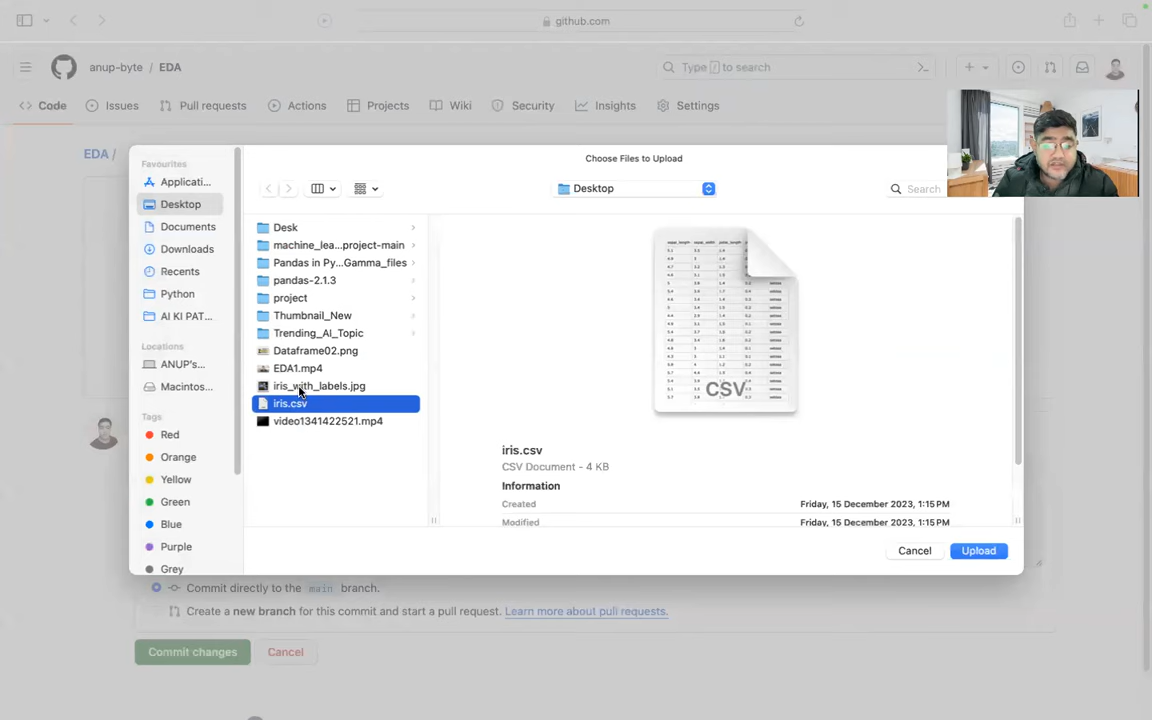 github.com
anup-byte / EDA
Type / to search
Code
Issues
Pull requests
Actions
Projects
Wiki
Security
Insights
Settings
EDA /
Choose Files to Upload
Favourites
Applicati...
Desktop
Documents
Downloads
Recents
Python
AI KI PAT...
Locations
ANUP's...
Macintos...
Tags
Red
Orange
Yellow
Green
Blue
Purple
Grey
Desktop
Search
Desk
machine_lea...project-main
Pandas in Py...Gamma_files
pandas-2.1.3
project
Thumbnail_New
Trending_AI_Topic
Dataframe02.png
EDA1.mp4
iris_with_labels.jpg
iris.csv
video1341422521.mp4
CSV
iris.csv
CSV Document - 4 KB
Information
Created Friday, 15 December 2023, 1:15 PM
Modified Friday, 15 December 2023, 1:15 PM
Cancel
Upload
Commit directly to the main branch.
Create a new branch for this commit and start a pull request. Learn more about pull requests.
Commit changes
Cancel